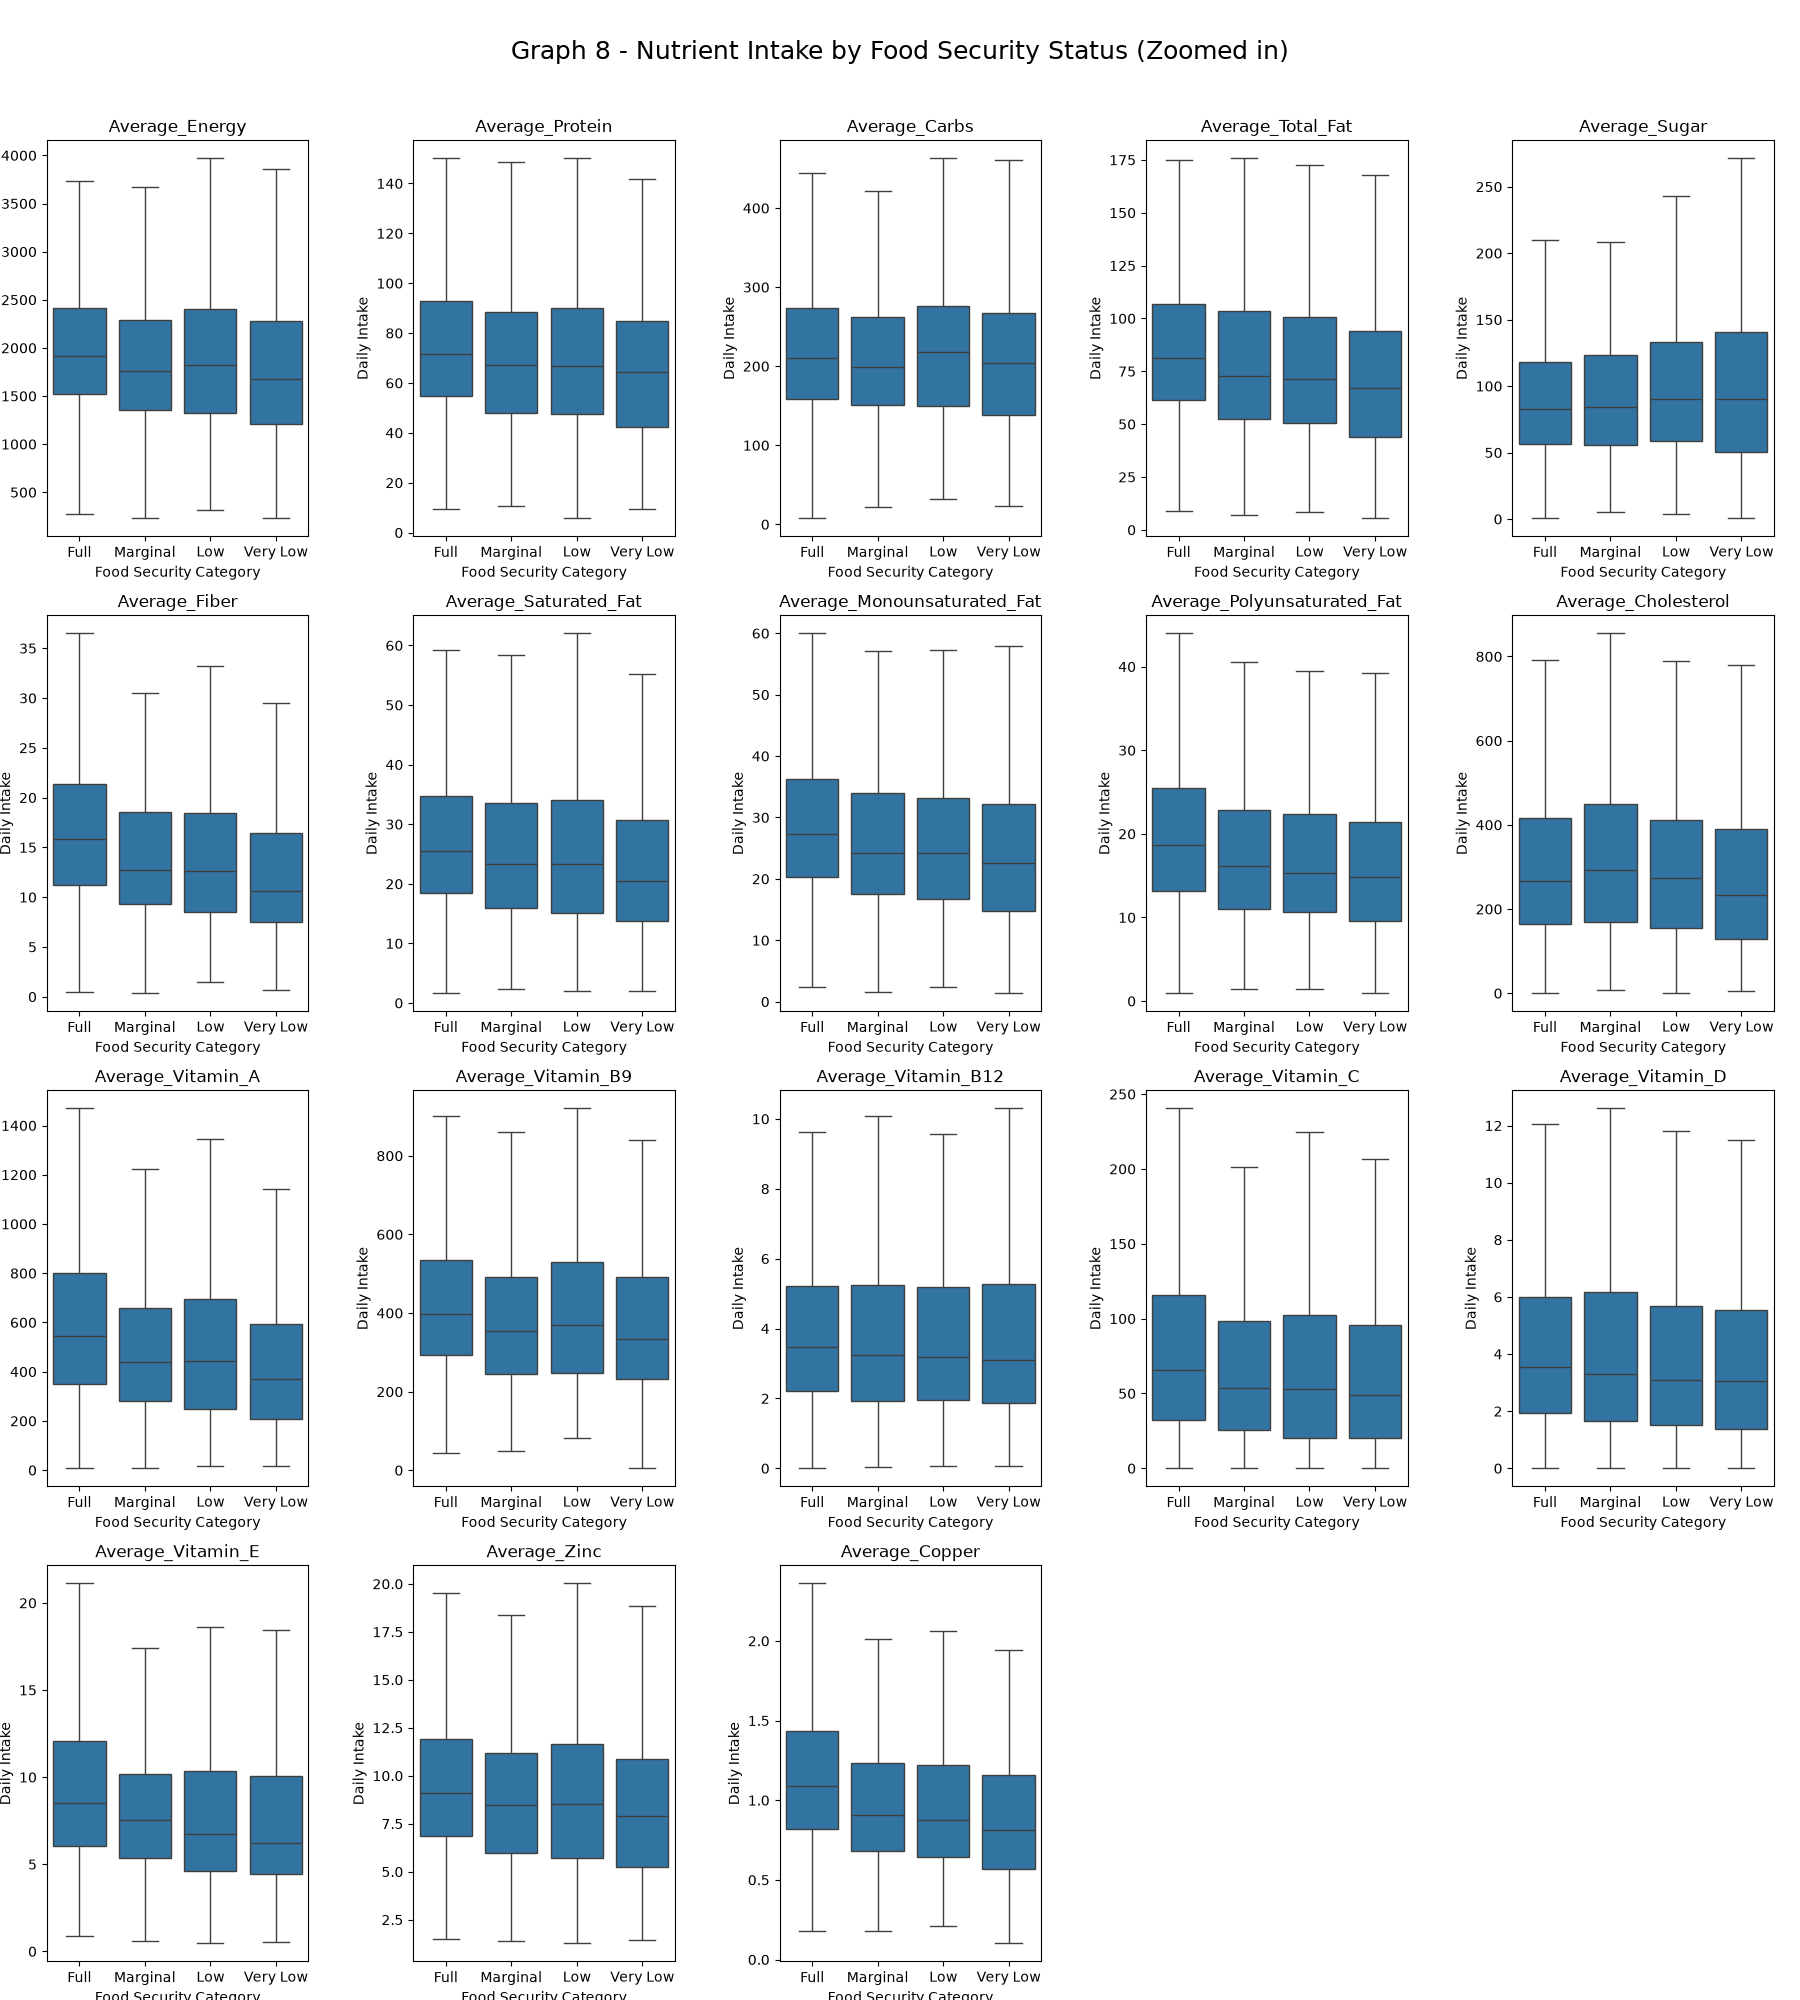 Graph 8 - Nutrient Intake by Food Security Status (Zoomed in)
Average_Energy
4000
3500
3000
2500
2000
1500
1000
500
Full Marginal Low Very Low
Food Security Category
Average_Protein
Daily Intake
140
120
100
80
60
40
20
0
Full Marginal Low Very Low
Food Security Category
Average_Carbs
Daily Intake
400
300
200
100
0
Full Marginal Low Very Low
Food Security Category
Average_Total_Fat
Daily Intake
175
150
125
100
75
50
25
0
Full Marginal Low Very Low
Food Security Category
Average_Sugar
Daily Intake
250
200
150
100
50
0
Full Marginal Low Very Low
Food Security Category
Average_Fiber
Daily Intake
35
30
25
20
15
10
5
0
Full Marginal Low Very Low
Food Security Category
Average_Saturated_Fat
Daily Intake
60
50
40
30
20
10
0
Full Marginal Low Very Low
Food Security Category
Average_Monounsaturated_Fat
Daily Intake
60
50
40
30
20
10
0
Full Marginal Low Very Low
Food Security Category
Average_Polyunsaturated_Fat
Daily Intake
40
30
20
10
0
Full Marginal Low Very Low
Food Security Category
Average_Cholesterol
Daily Intake
800
600
400
200
0
Full Marginal Low Very Low
Food Security Category
Average_Vitamin_A
1400
1200
1000
800
600
400
200
0
Full Marginal Low Very Low
Food Security Category
Average_Vitamin_B9
Daily Intake
800
600
400
200
0
Full Marginal Low Very Low
Food Security Category
Average_Vitamin_B12
Daily Intake
10
8
6
4
2
0
Full Marginal Low Very Low
Food Security Category
Average_Vitamin_C
Daily Intake
250
200
150
100
50
0
Full Marginal Low Very Low
Food Security Category
Average_Vitamin_D
Daily Intake
12
10
8
6
4
2
0
Full Marginal Low Very Low
Food Security Category
Average_Vitamin_E
Daily Intake
20
15
10
5
0
Full Marginal Low Very Low
Food Security Category
Average_Zinc
Daily Intake
20.0
17.5
15.0
12.5
10.0
7.5
5.0
2.5
Full Marginal Low Very Low
Food Security Category
Average_Copper
Daily Intake
2.0
1.5
1.0
0.5
0.0
Full Marginal Low Very Low
Food Security Category